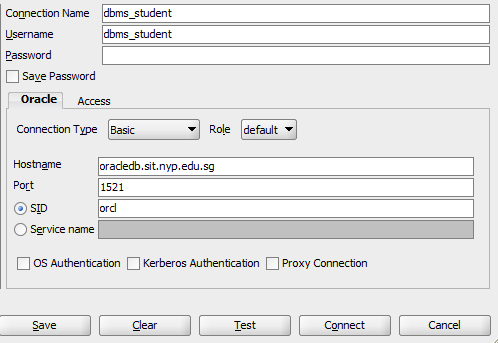 Connection Name dbms_student
Username dbms_student
Password
Save Password
Oracle Access
Connection Type Basic Role default
Hostname oracledb.sit.nyp.edu.sg
Port 1521
SID orcl
Service name
OS Authentication Kerberos Authentication Proxy Connection
Save Clear Test Connect Cancel